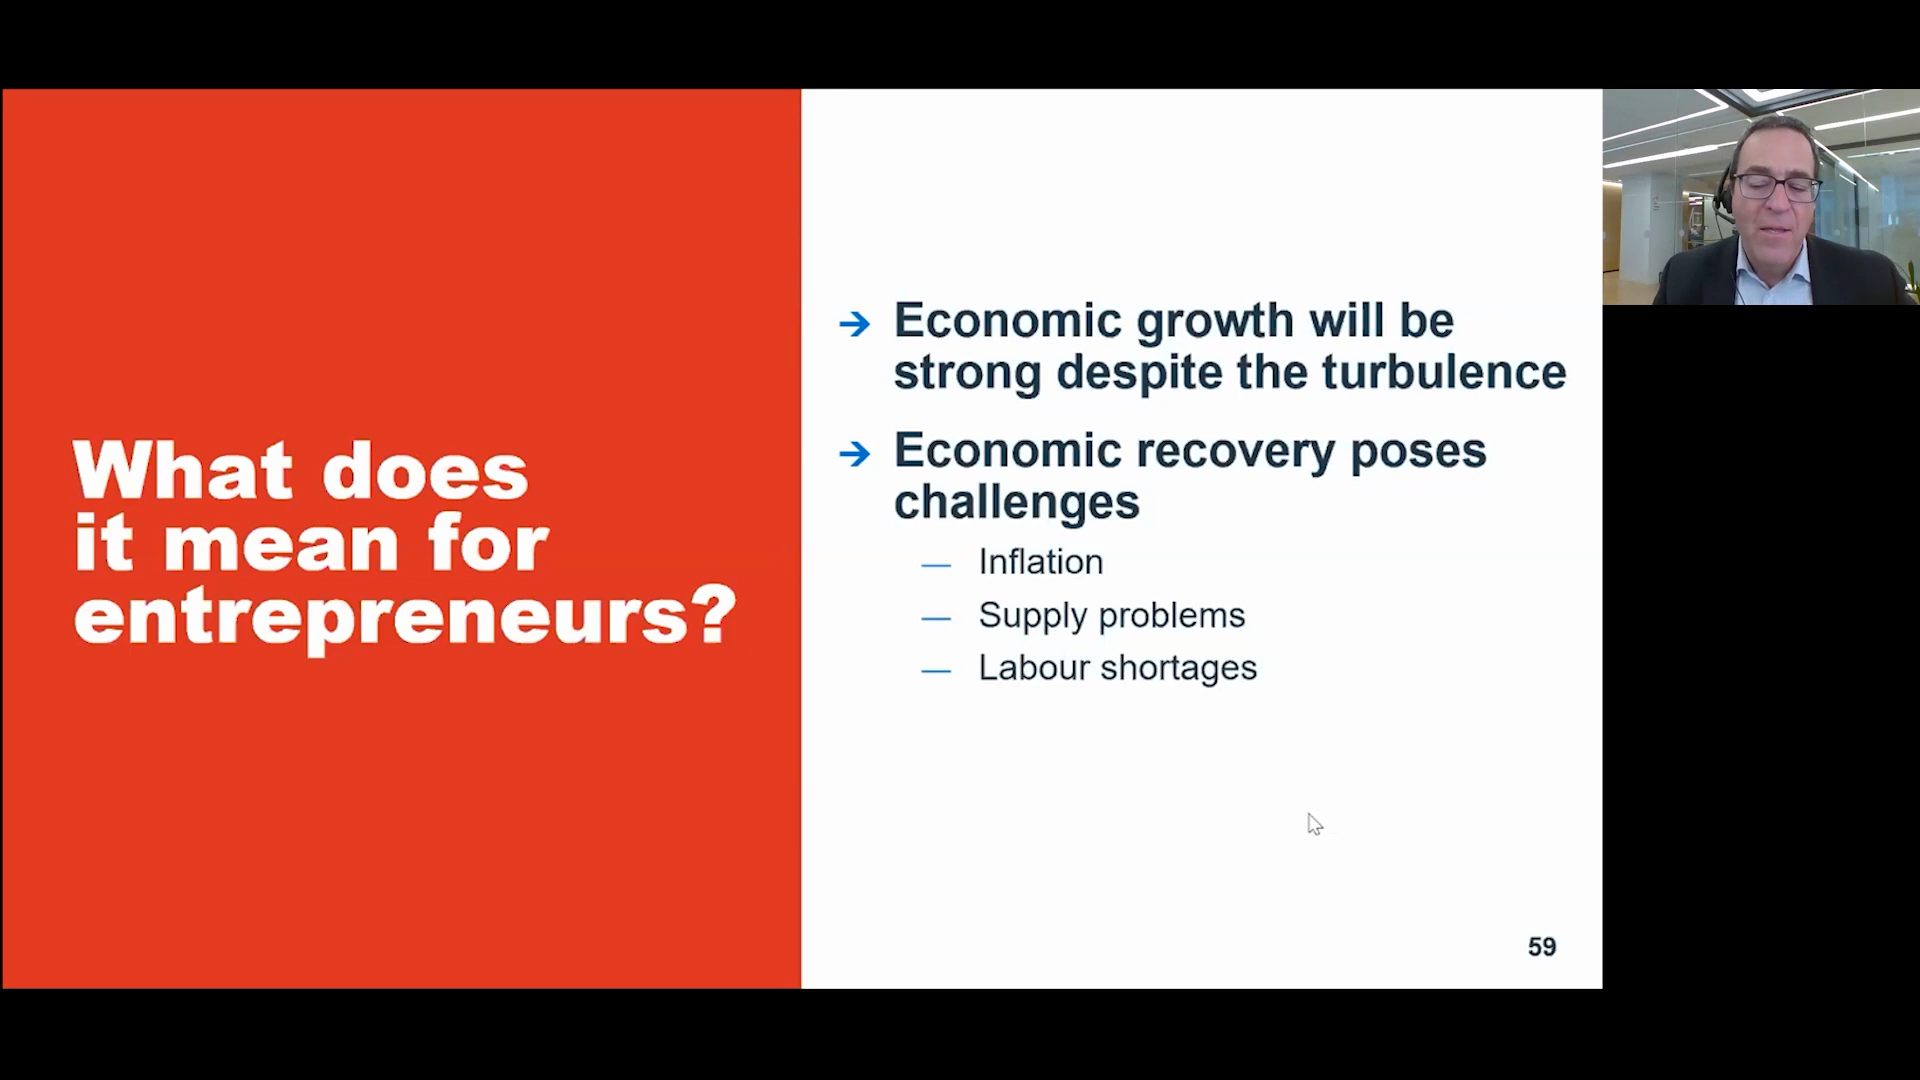 What does
it mean for
entrepreneurs?
→ Economic growth will be
strong despite the turbulence
→ Economic recovery poses
challenges
— Inflation
— Supply problems
— Labour shortages
59